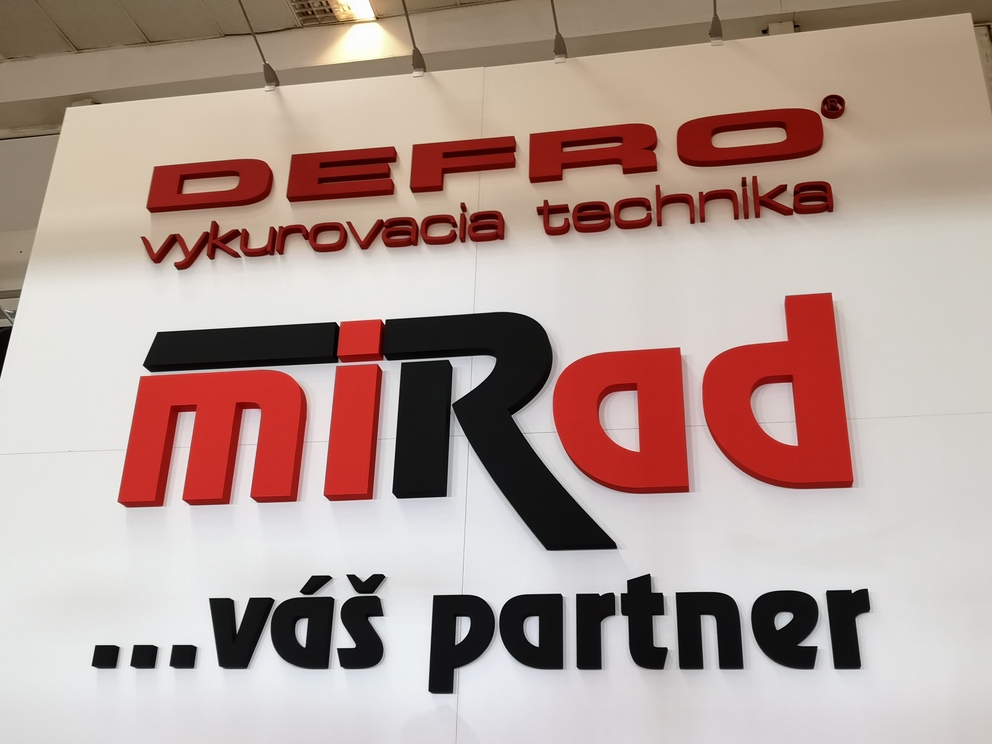 DEFRO®
vykurovacia technika
miRad
...váš partner